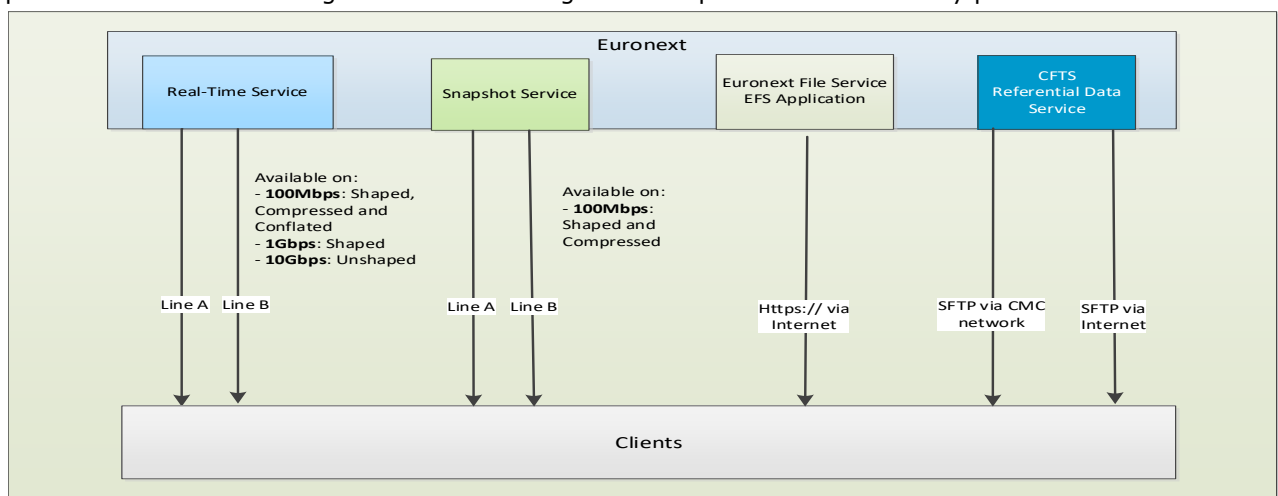 Euronext
Real-Time Service
Snapshot Service
Euronext File Service
EFS Application
CFTS
Referential Data
Service
Available on:
- 100Mbps: Shaped,
Compressed and
Conflated
- 1Gbps: Shaped
- 10Gbps: Unshaped
Available on:
- 100Mbps:
Shaped and
Compressed
Line A
Line B
Line A
Line B
Https:// via
Internet
SFTP via CMC
network
SFTP via
Internet
Clients